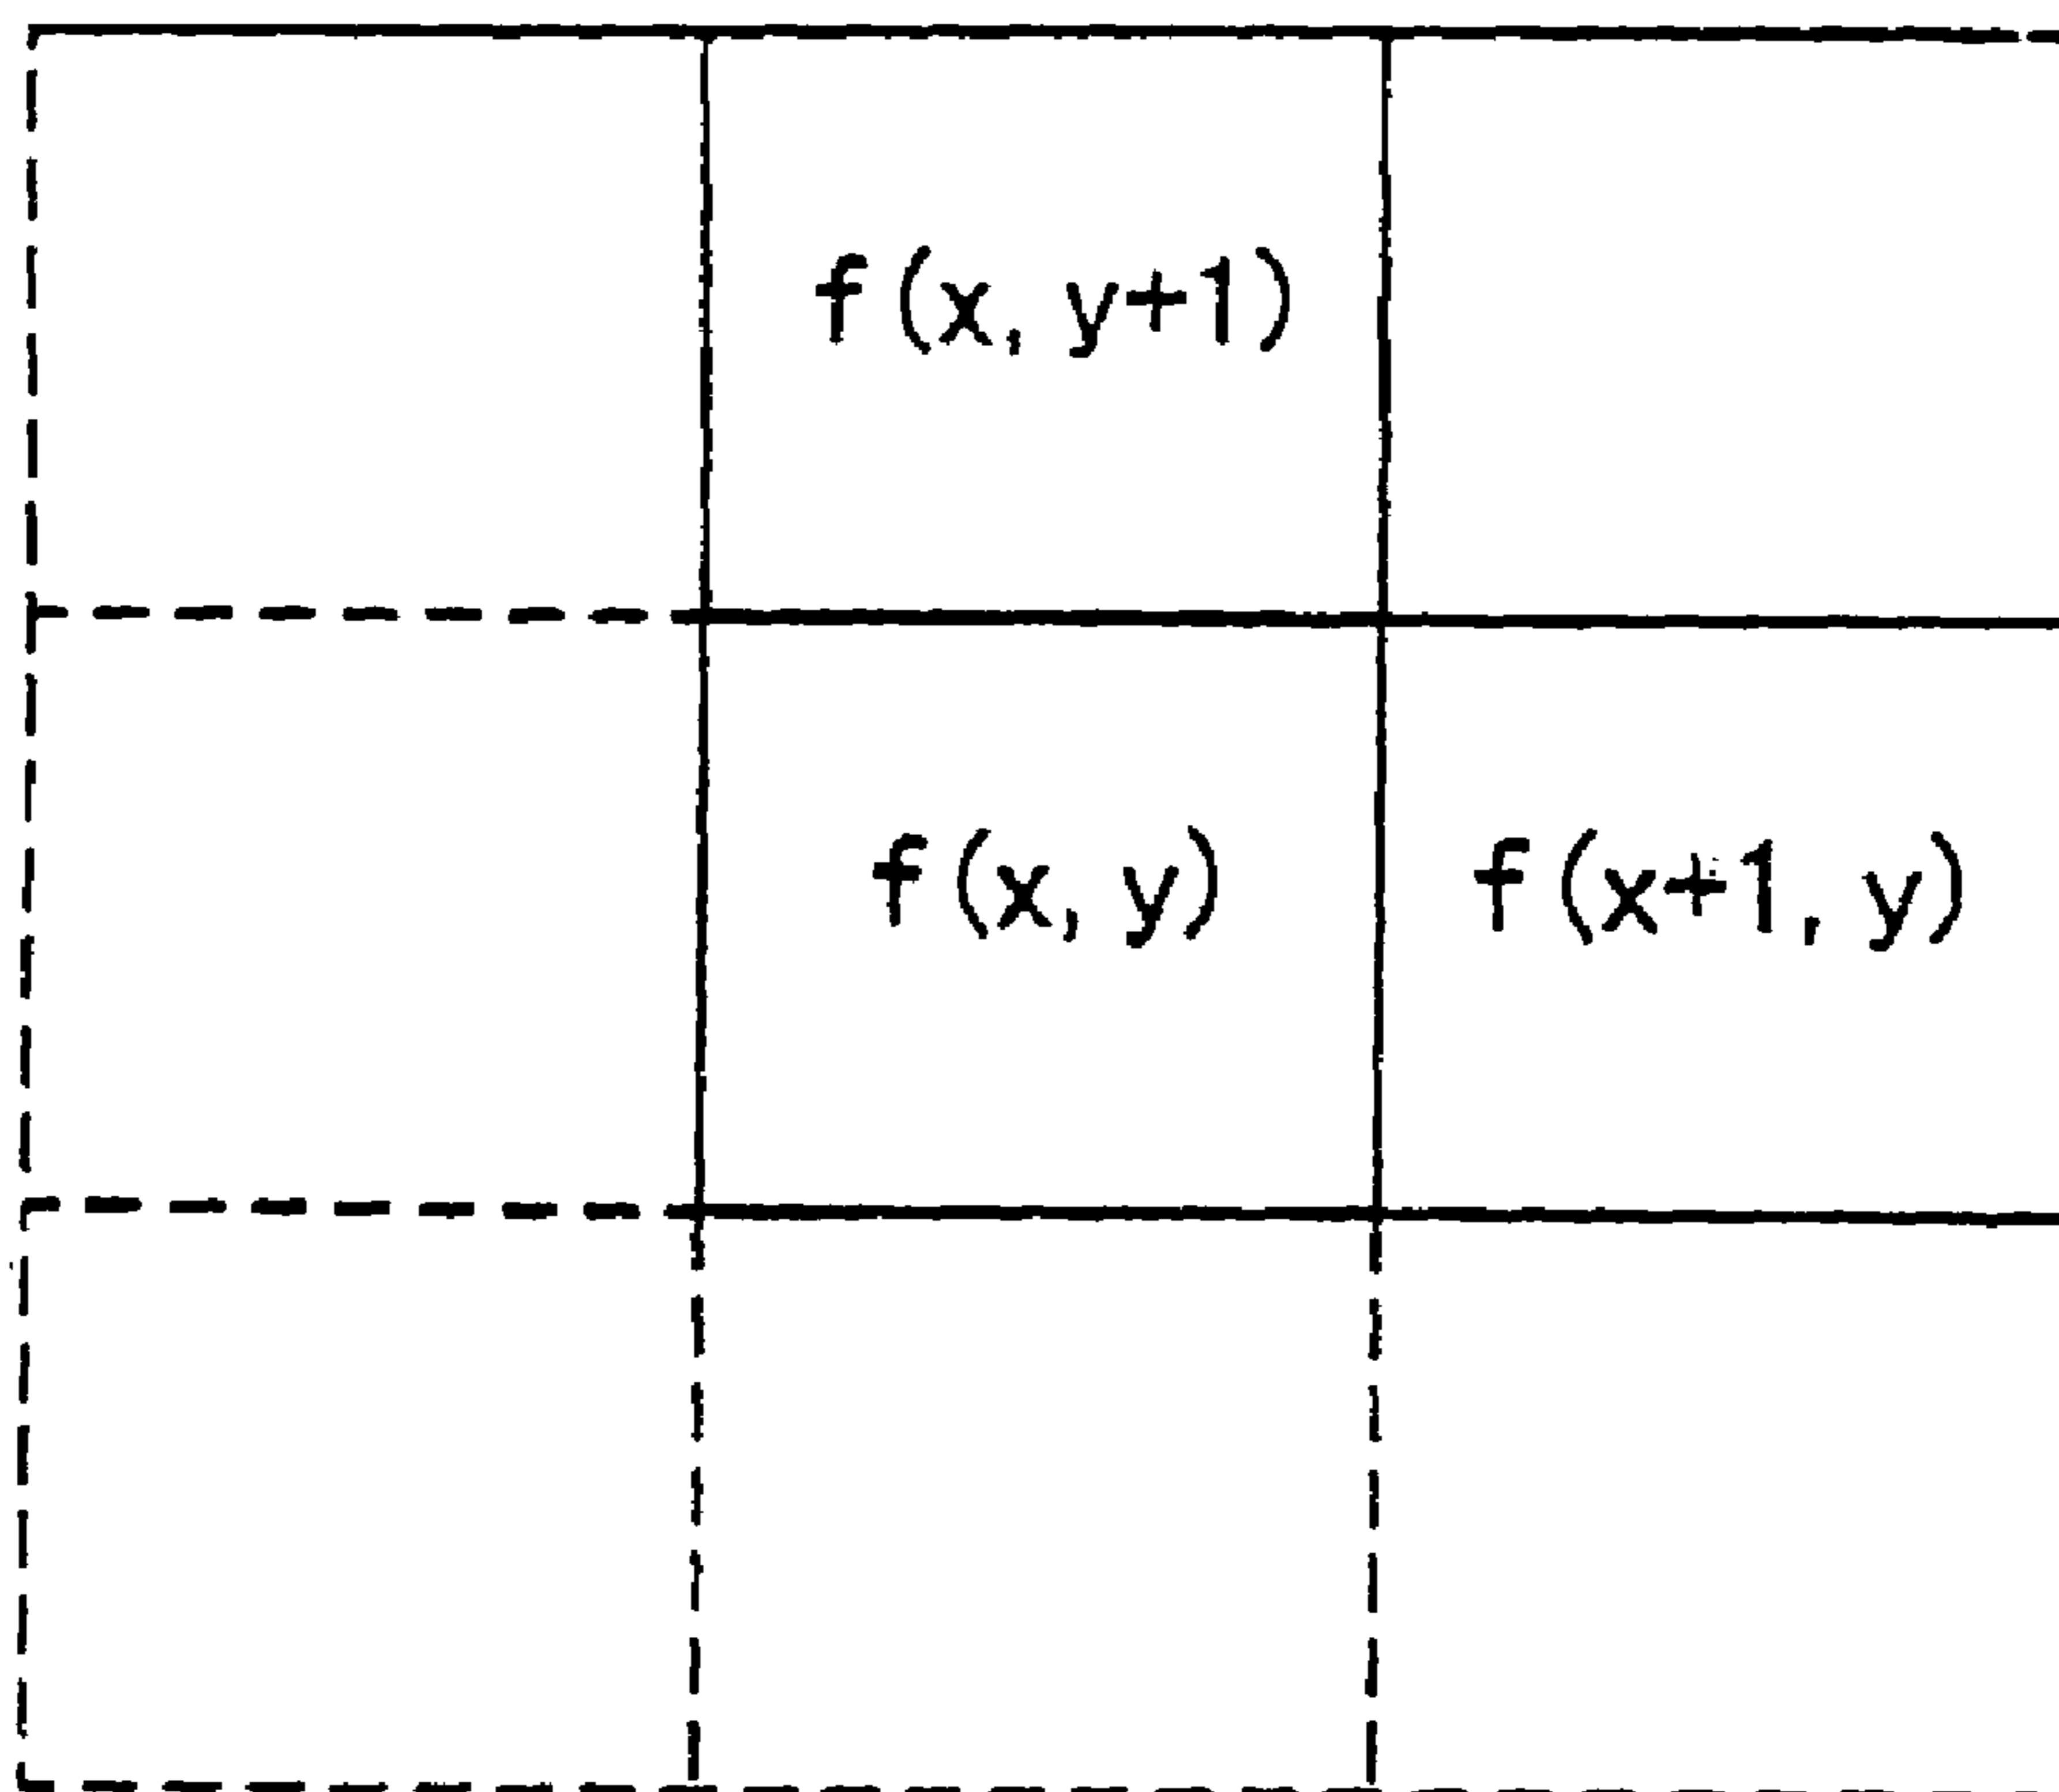 f(x, y+1)
f(x, y) f(x+1, y)